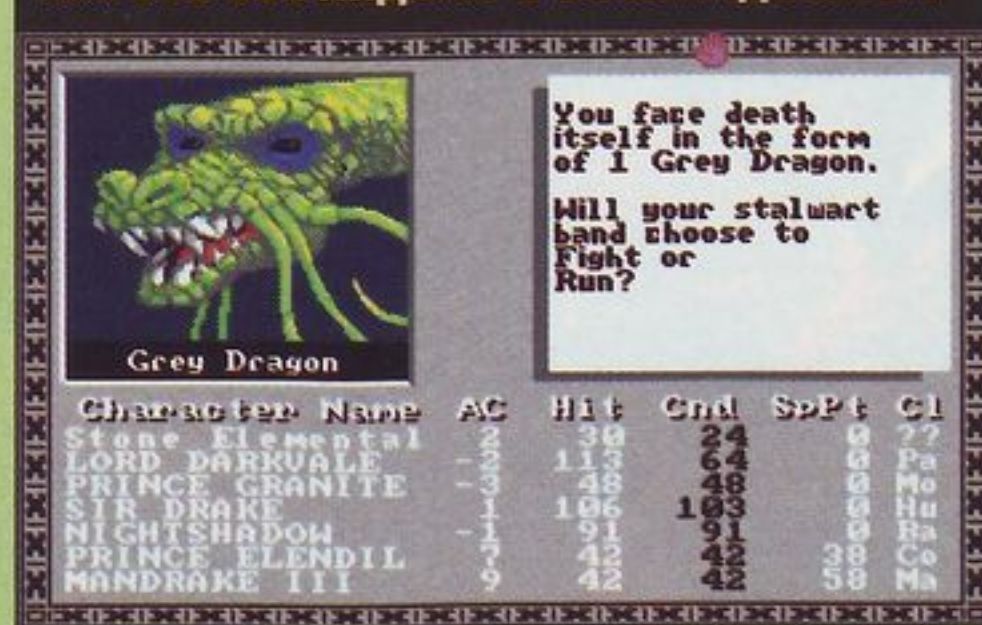 You face death
itself in the form
of 1 Grey Dragon.
Will your stalwart
band choose to
Fight or
Run?
Grey Dragon
Character Name AC Hit Cnd SpPt Cl
Stone Elemental 2 30 24 0 ??
LORD DARKVALE -2 113 64 0 Pa
PRINCE GRANITE -3 48 48 0 Mo
SIR DRAKE 1 106 103 0 Hu
NIGHTSHADOW -1 91 91 0 Ba
PRINCE ELENDIL 7 42 42 38 Co
MANDRAKE III 9 42 42 58 Ma